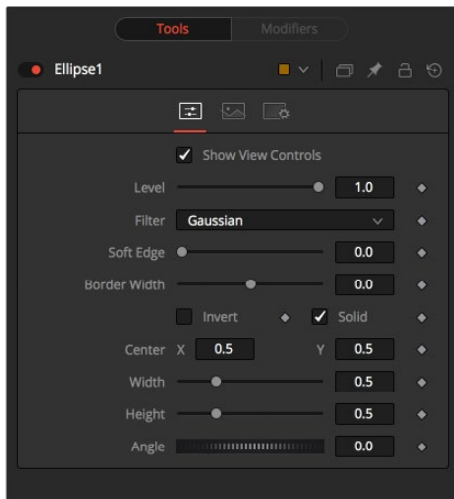 Tools Modifiers
Ellipse1
Show View Controls
Level 1.0
Filter Gaussian
Soft Edge 0.0
Border Width 0.0
Invert Solid
Center X 0.5 Y 0.5
Width 0.5
Height 0.5
Angle 0.0